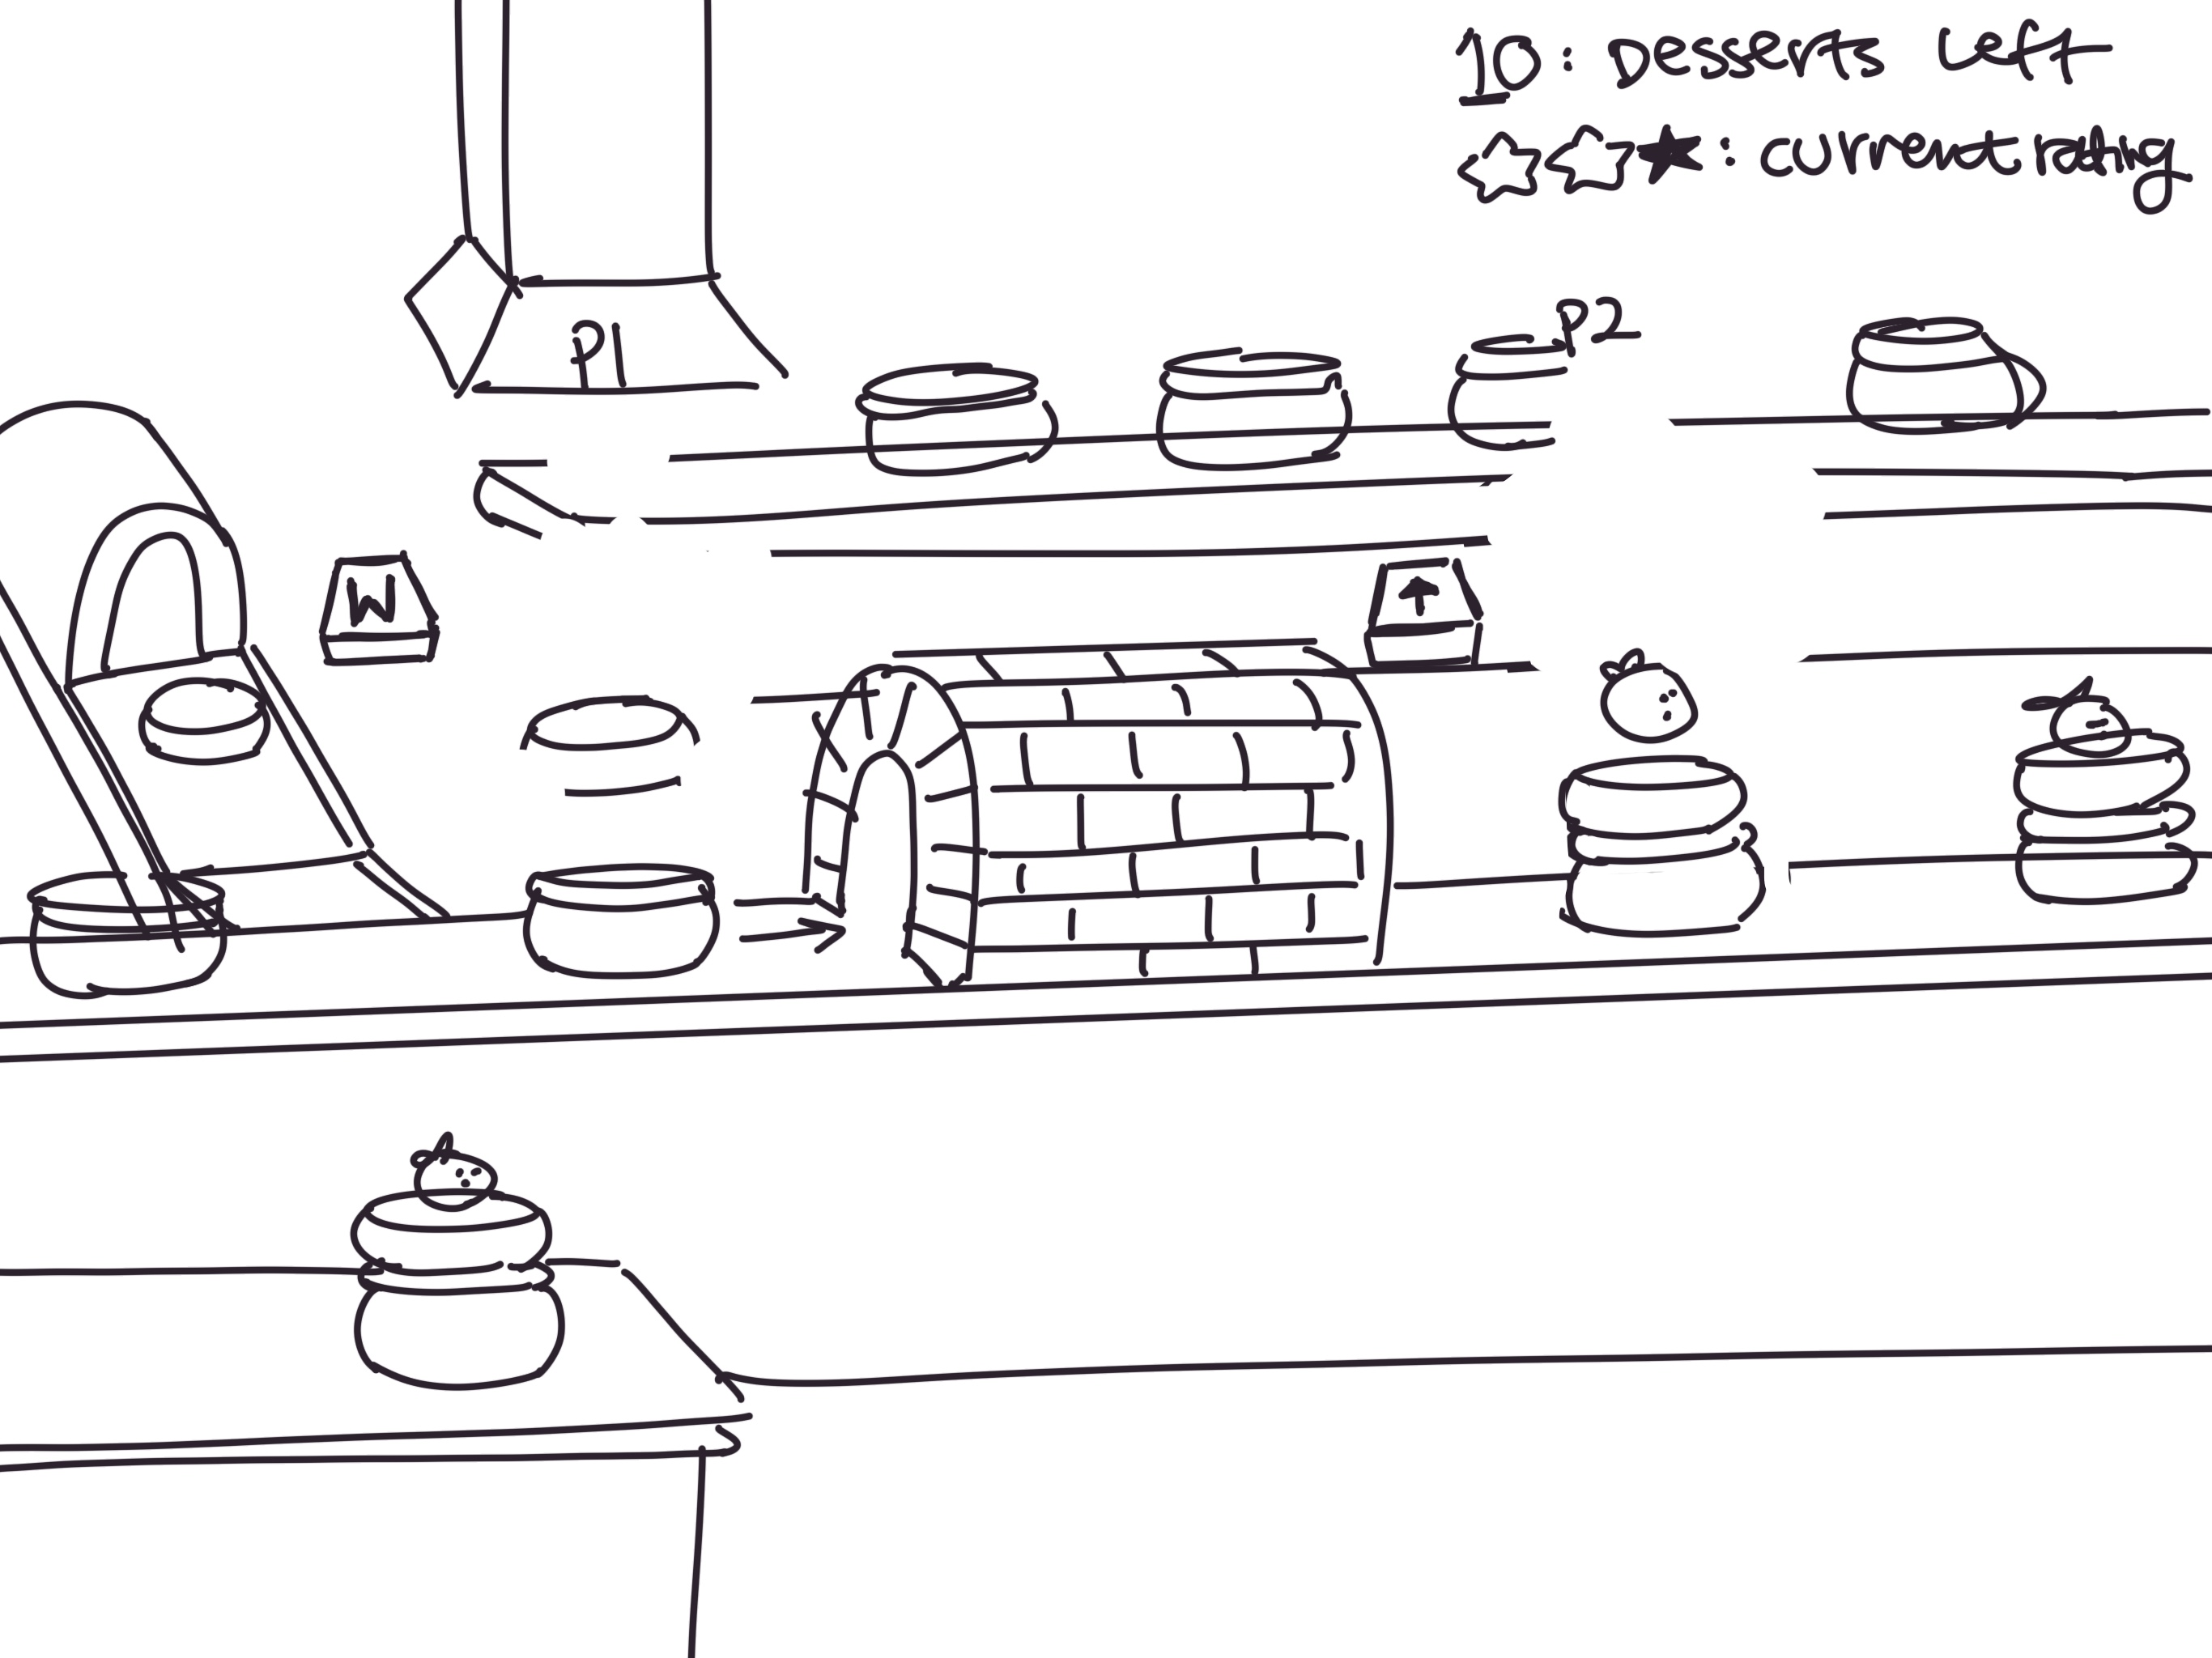 10: Desserts left
☆☆★: current rating
P1
P2
W
↑